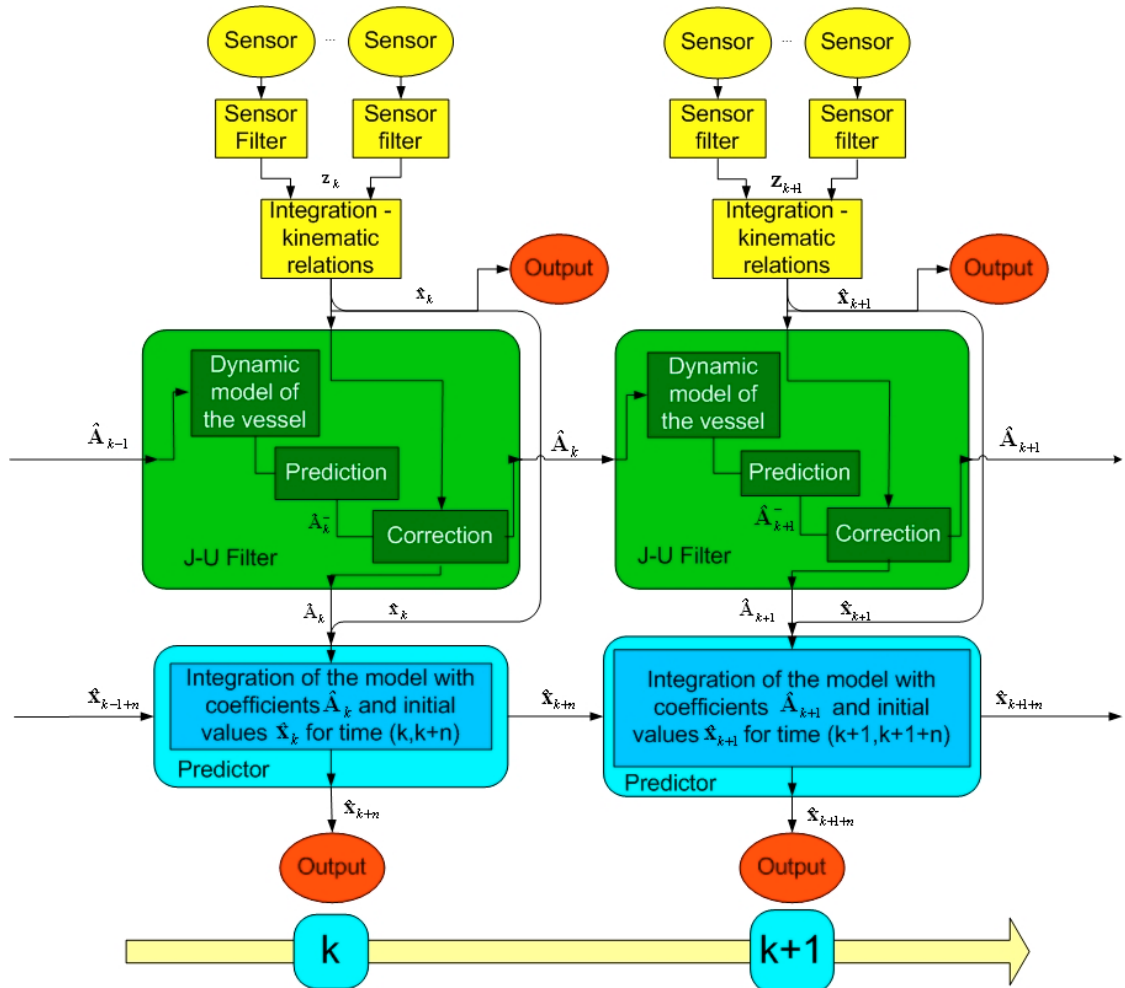 Sensor ... Sensor
Sensor ... Sensor
Sensor
Filter
Sensor
filter
Sensor
filter
Sensor
filter
z_k
z_{k+1}
Integration -
kinematic
relations
Integration -
kinematic
relations
Output
Output
x̂_k
x̂_{k+1}
Dynamic
model of
the vessel
Dynamic
model of
the vessel
Â_{k-1}
Â_k
Â_{k+1}
Prediction
Prediction
Â_k^-
Â_{k+1}^-
Correction
Correction
J-U Filter
J-U Filter
Â_k
x̂_k
Â_{k+1}
x̂_{k+1}
Integration of the model with
coefficients Â_k and initial
values x̂_k for time (k,k+n)
Predictor
Integration of the model with
coefficients Â_{k+1} and initial
values x̂_{k+1} for time (k+1,k+1+n)
Predictor
x̂_{k-1+n}
x̂_{k+n}
x̂_{k+1+n}
x̂_{k+n}
x̂_{k+1+n}
Output
Output
k
k+1